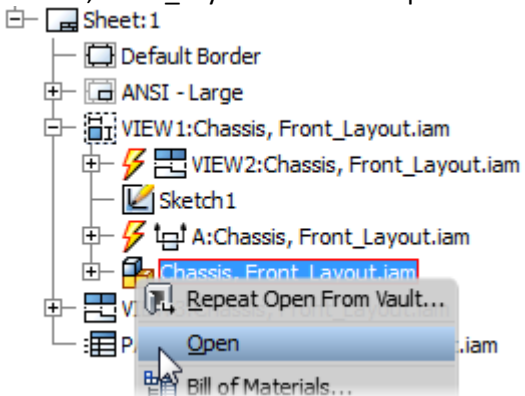 Sheet:1
Default Border
ANSI - Large
VIEW1:Chassis, Front_Layout.iam
VIEW2:Chassis, Front_Layout.iam
Sketch1
A:Chassis, Front_Layout.iam
Chassis, Front_Layout.iam
Repeat Open From Vault...
Open
.iam
Bill of Materials...